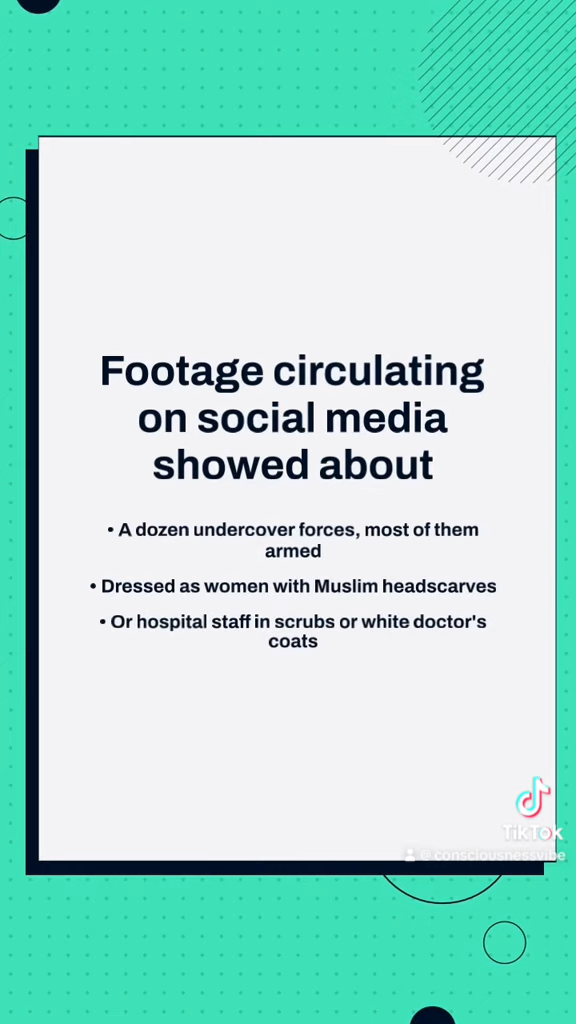 Footage circulating
on social media
showed about
• A dozen undercover forces, most of them
armed
• Dressed as women with Muslim headscarves
• Or hospital staff in scrubs or white doctor's
coats
TikTok
@consciousnessvibe